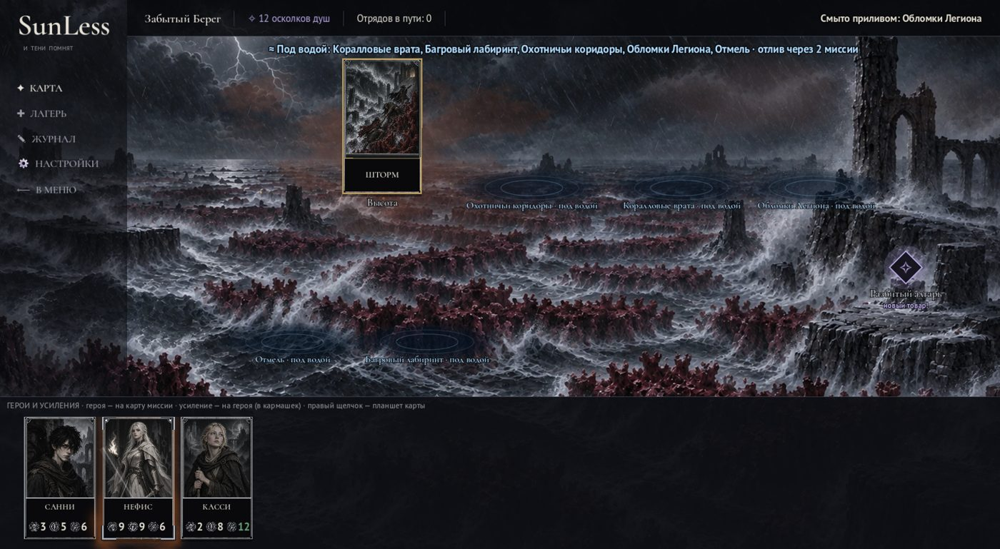 SunLess
и тени помнят
КАРТА
ЛАГЕРЬ
ЖУРНАЛ
НАСТРОЙКИ
В МЕНЮ
Забытый Берег
12 осколков душ
Отрядов в пути: 0
Смыто приливом: Обломки Легиона
≈ Под водой: Коралловые врата, Багровый лабиринт, Охотничьи коридоры, Обломки Легиона, Отмель · отлив через 2 миссии
ШТОРМ
Высота
Охотничьи коридоры · под водой
Коралловые врата · под водой
Обломки Легиона · под водой
Разбитый алтарь
новый товар!
Отмель · под водой
Багровый лабиринт · под водой
ГЕРОИ И УСИЛЕНИЯ · героя — на карту миссии · усиление — на героя (в кармашек) · правый щелчок — планшет карты
САННИ
3 5 6
НЕФИС
9 9 6
КАССИ
2 8 12